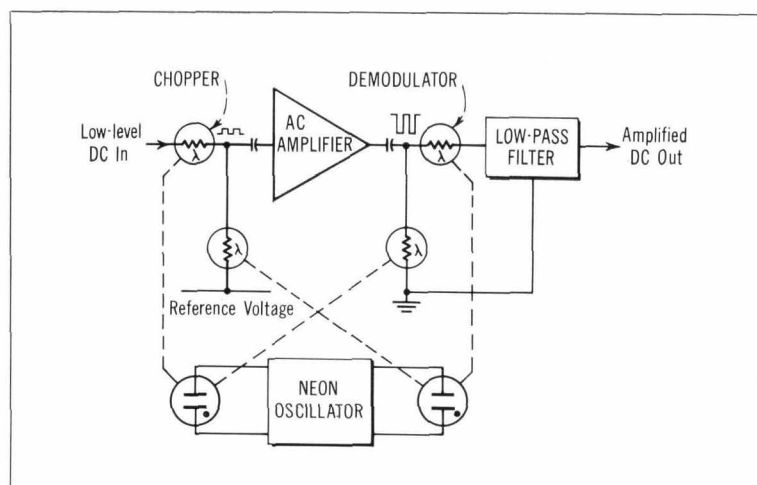 CHOPPER
DEMODULATOR
Low-level
DC In
λ
AC
AMPLIFIER
λ
LOW-PASS
FILTER
Amplified
DC Out
λ
λ
Reference Voltage
NEON
OSCILLATOR